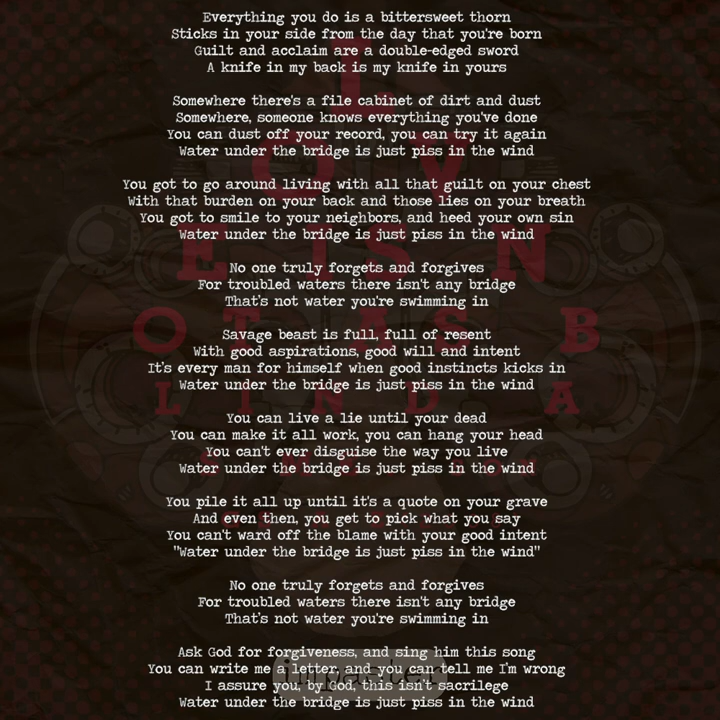 Everything you do is a bittersweet thorn
Sticks in your side from the day that you're born
Guilt and acclaim are a double-edged sword
A knife in my back is my knife in yours
Somewhere there's a file cabinet of dirt and dust
Somewhere, someone knows everything you've done
You can dust off your record, you can try it again
Water under the bridge is just piss in the wind
You got to go around living with all that guilt on your chest
With that burden on your back and those lies on your breath
You got to smile to your neighbors, and heed your own sin
Water under the bridge is just piss in the wind
No one truly forgets and forgives
For troubled waters there isn't any bridge
That's not water you're swimming in
Savage beast is full, full of resent
With good aspirations, good will and intent
It's every man for himself when good instincts kicks in
Water under the bridge is just piss in the wind
You can live a lie until your dead
You can make it all work, you can hang your head
You can't ever disguise the way you live
Water under the bridge is just piss in the wind
You pile it all up until it's a quote on your grave
And even then, you get to pick what you say
You can't ward off the blame with your good intent
"Water under the bridge is just piss in the wind"
No one truly forgets and forgives
For troubled waters there isn't any bridge
That's not water you're swimming in
Ask God for forgiveness, and sing him this song
You can write me a letter, and you can tell me I'm wrong
I assure you, by God, this isn't sacrilege
Water under the bridge is just piss in the wind
L
O V
E I S N
O T A S B
L I N D A